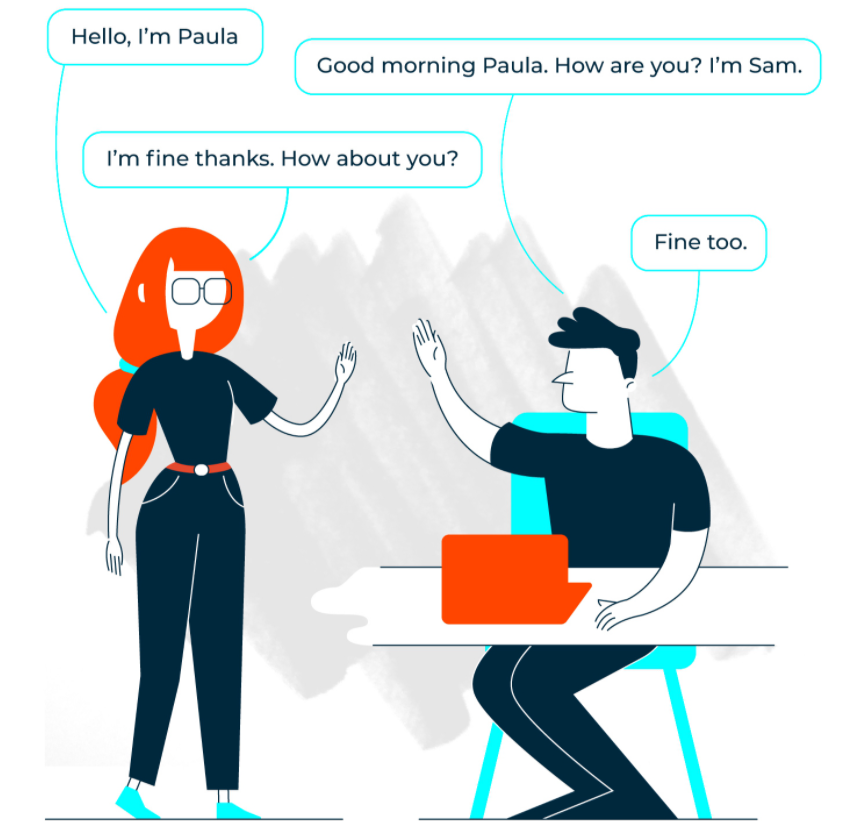 Hello, I’m Paula
Good morning Paula. How are you? I’m Sam.
I’m fine thanks. How about you?
Fine too.